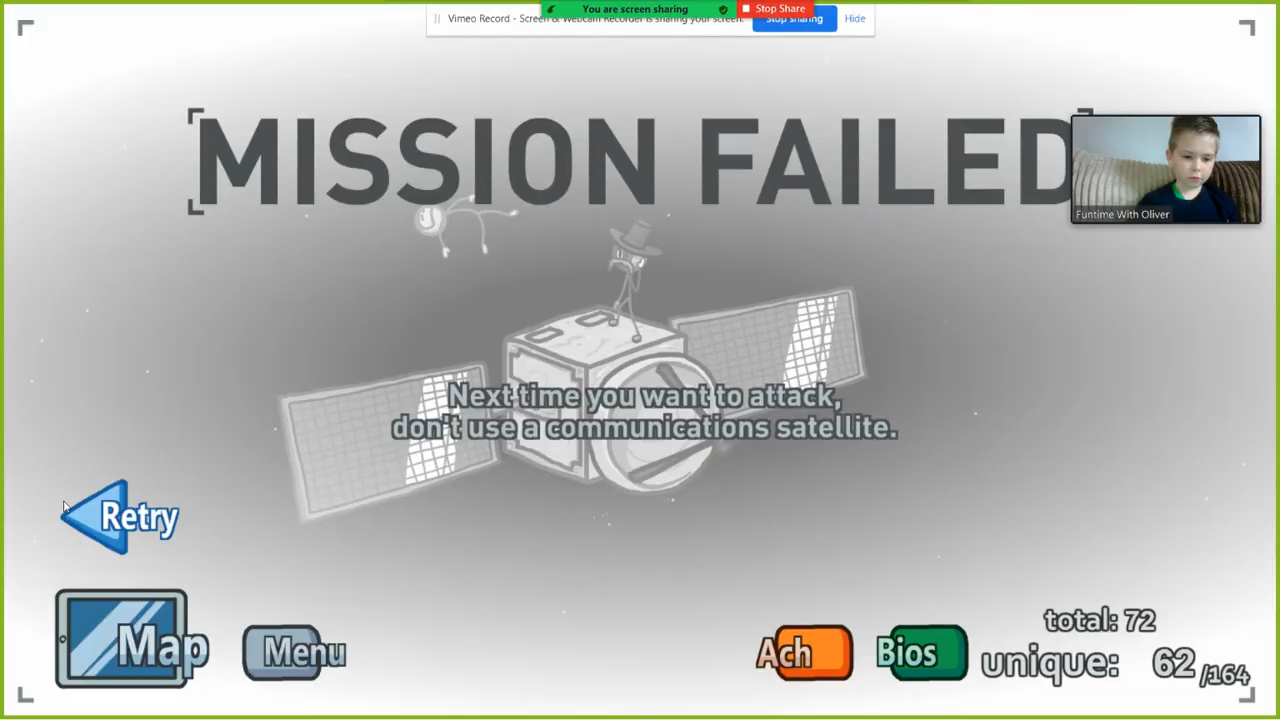 You are screen sharing
Stop Share
Vimeo Record - Screen & Webcam Recorder is sharing your screen.
Stop sharing
Hide
MISSION FAILED
Funtime With Oliver
Next time you want to attack,
don't use a communications satellite.
Retry
Map
Menu
Ach
Bios
total: 72
unique: 62/164